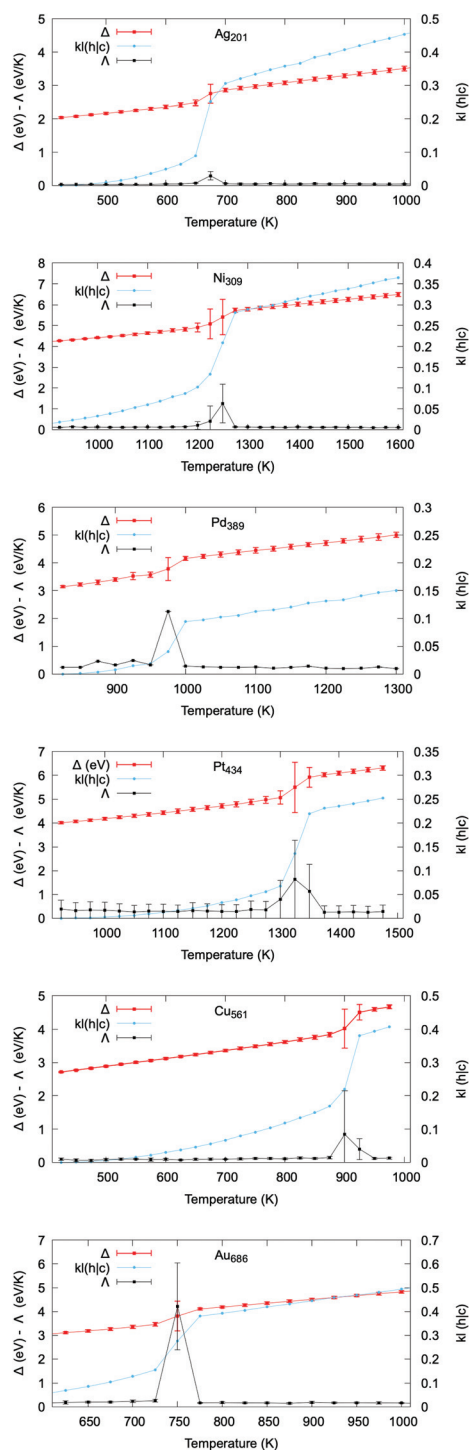 Ag201
Δ
kl(h|c)
Λ
5
4
3
2
1
0
0.5
0.4
0.3
0.2
0.1
0
500 600 700 800 900 1000
Δ (eV) - Λ (eV/K)
kl (h|c)
Temperature (K)
Ni309
Δ
kl(h|c)
Λ
8
7
6
5
4
3
2
1
0
0.4
0.35
0.3
0.25
0.2
0.15
0.1
0.05
0
1000 1100 1200 1300 1400 1500 1600
Δ (eV) - Λ (eV/K)
kl (h|c)
Temperature (K)
Pd389
Δ
kl(h|c)
Λ
6
5
4
3
2
1
0
0.3
0.25
0.2
0.15
0.1
0.05
0
900 1000 1100 1200 1300
Δ (eV) - Λ (eV/K)
kl (h|c)
Temperature (K)
Pt434
Δ (eV)
kl(h|c)
Λ
7
6
5
4
3
2
1
0
0.35
0.3
0.25
0.2
0.15
0.1
0.05
0
1000 1100 1200 1300 1400 1500
Δ (eV) - Λ (eV/K)
kl (h|c)
Temperature (K)
Cu561
Δ
kl(h|c)
Λ
5
4
3
2
1
0
0.5
0.4
0.3
0.2
0.1
0
500 600 700 800 900 1000
Δ (eV) - Λ (eV/K)
kl (h|c)
Temperature (K)
Au686
Δ
kl(h|c)
Λ
7
6
5
4
3
2
1
0
0.7
0.6
0.5
0.4
0.3
0.2
0.1
0
650 700 750 800 850 900 950 1000
Δ (eV) - Λ (eV/K)
kl (h|c)
Temperature (K)